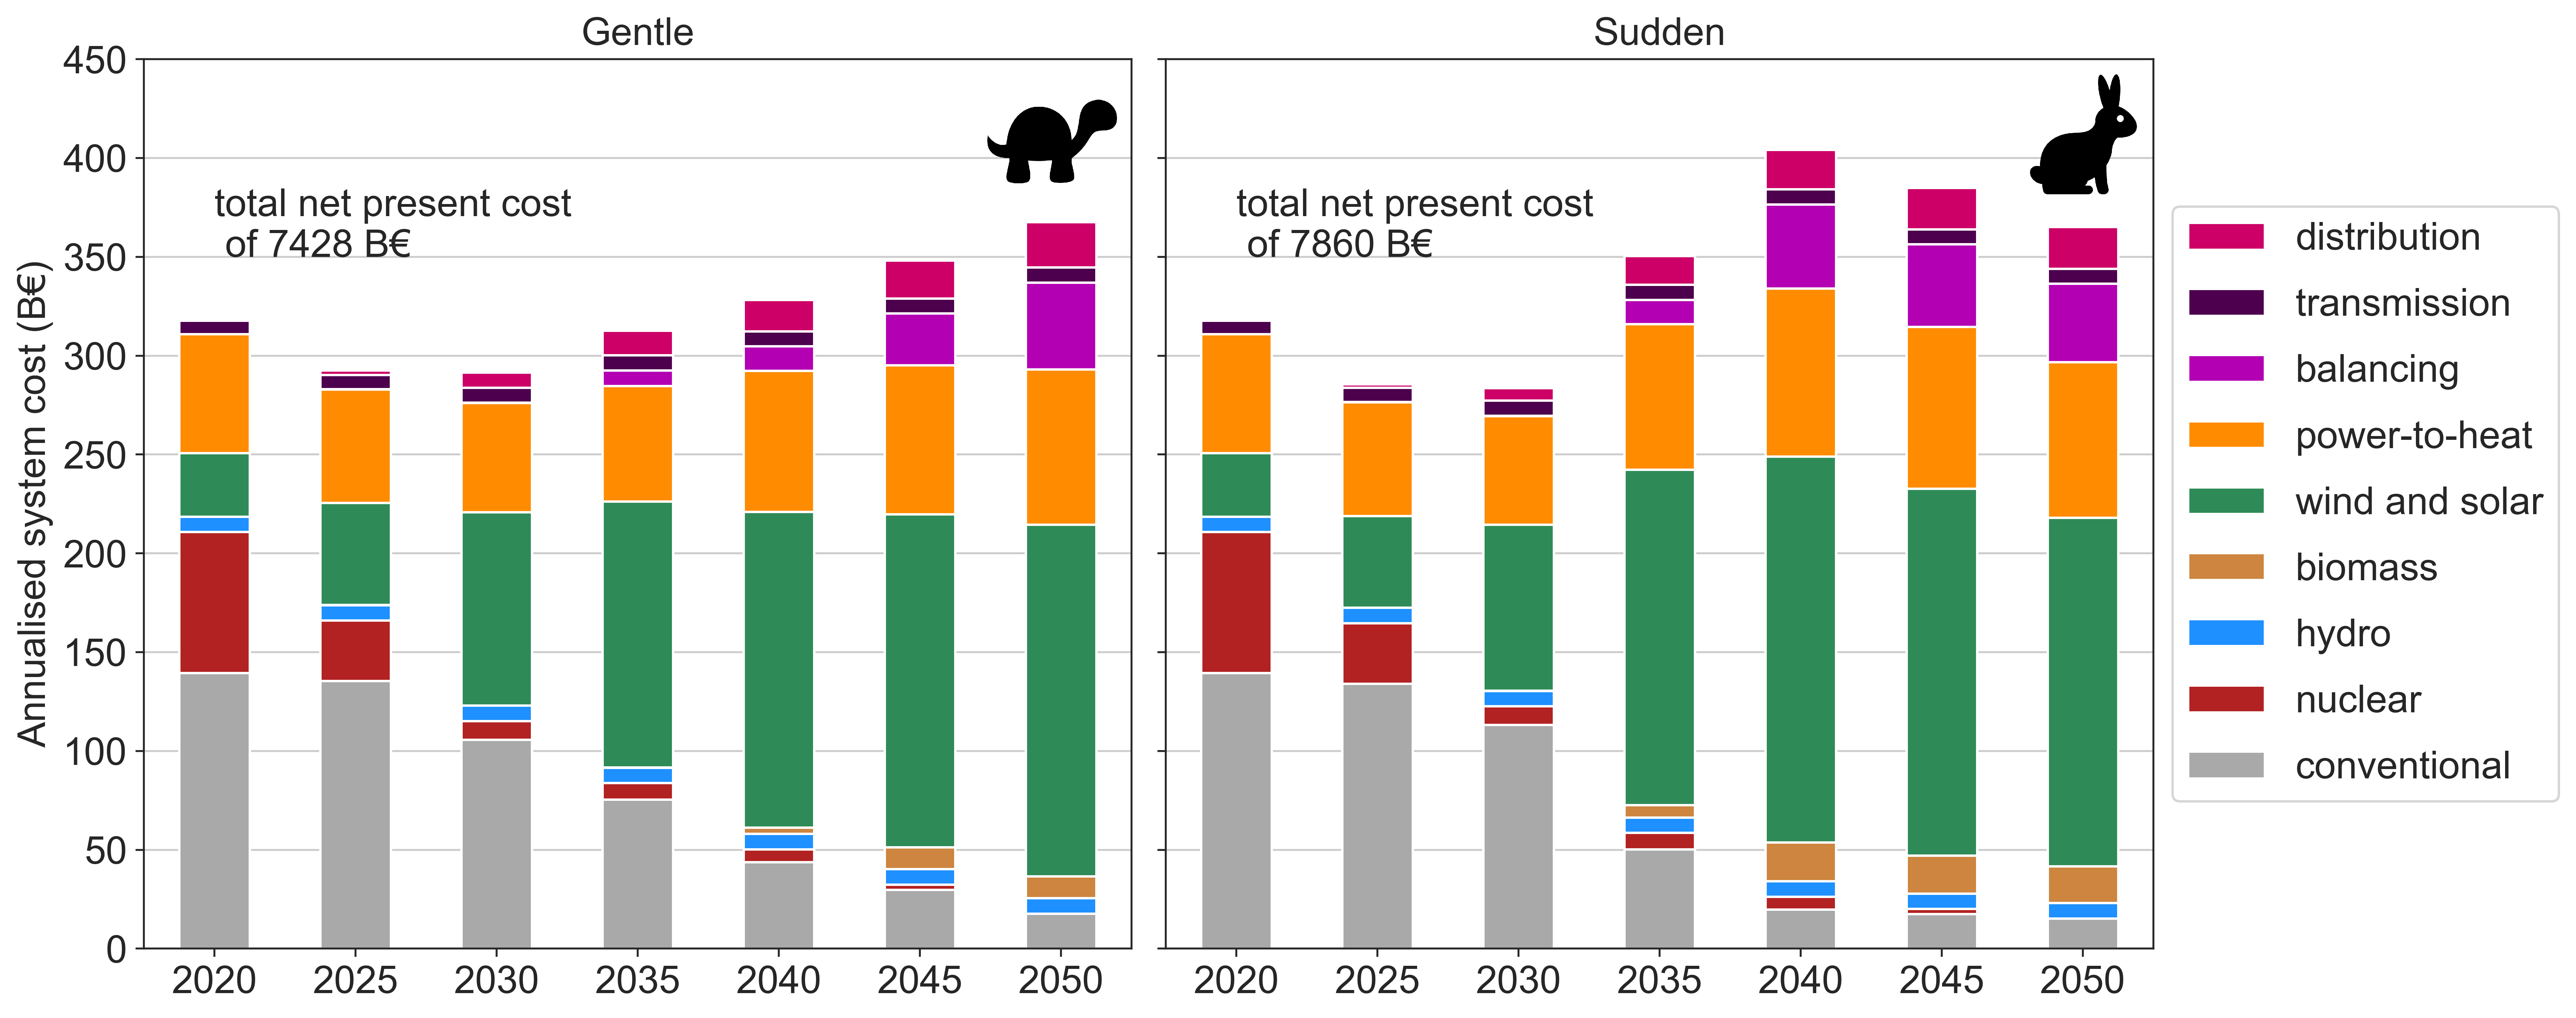 Gentle
Sudden
Annualised system cost (B€)
450
400
350
300
250
200
150
100
50
0
total net present cost
of 7428 B€
total net present cost
of 7860 B€
2020 2025 2030 2035 2040 2045 2050
2020 2025 2030 2035 2040 2045 2050
distribution
transmission
balancing
power-to-heat
wind and solar
biomass
hydro
nuclear
conventional